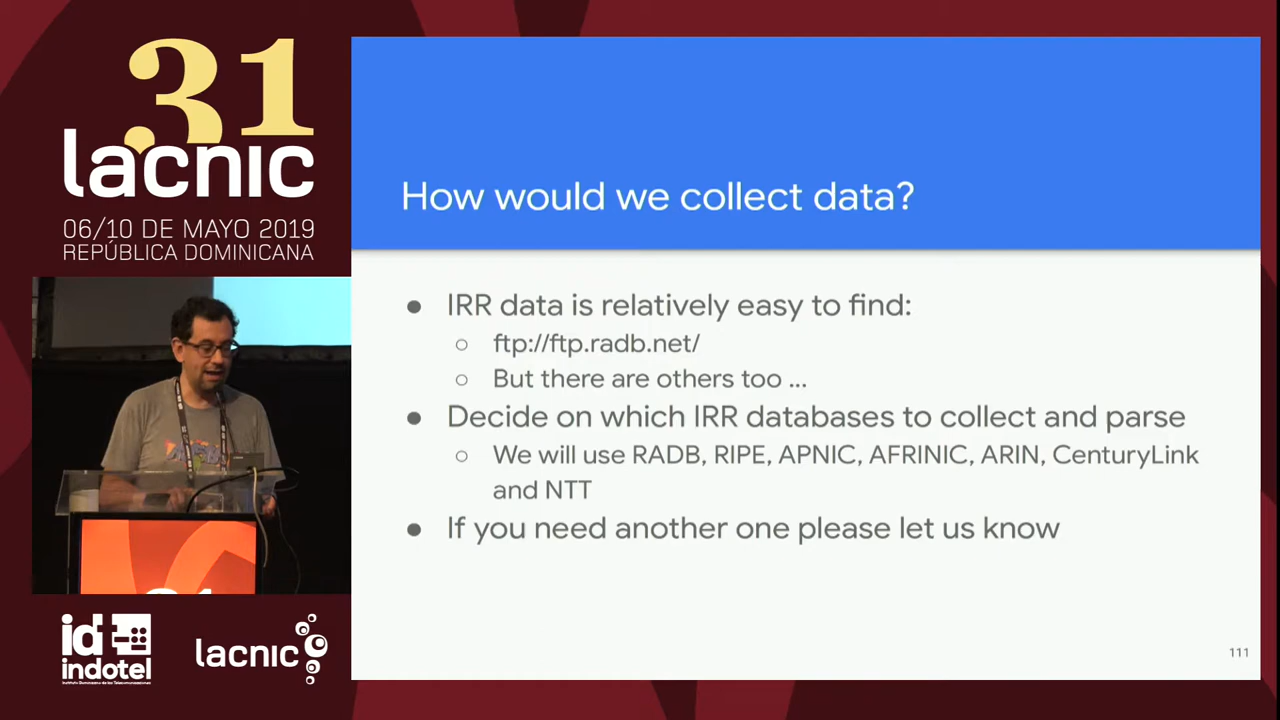 31
lacnic
06/10 DE MAYO 2019
REPÚBLICA DOMINICANA
How would we collect data?
● IRR data is relatively easy to find:
○ ftp://ftp.radb.net/
○ But there are others too ...
● Decide on which IRR databases to collect and parse
○ We will use RADB, RIPE, APNIC, AFRINIC, ARIN, CenturyLink
and NTT
● If you need another one please let us know
111
id
indotel
lacnic